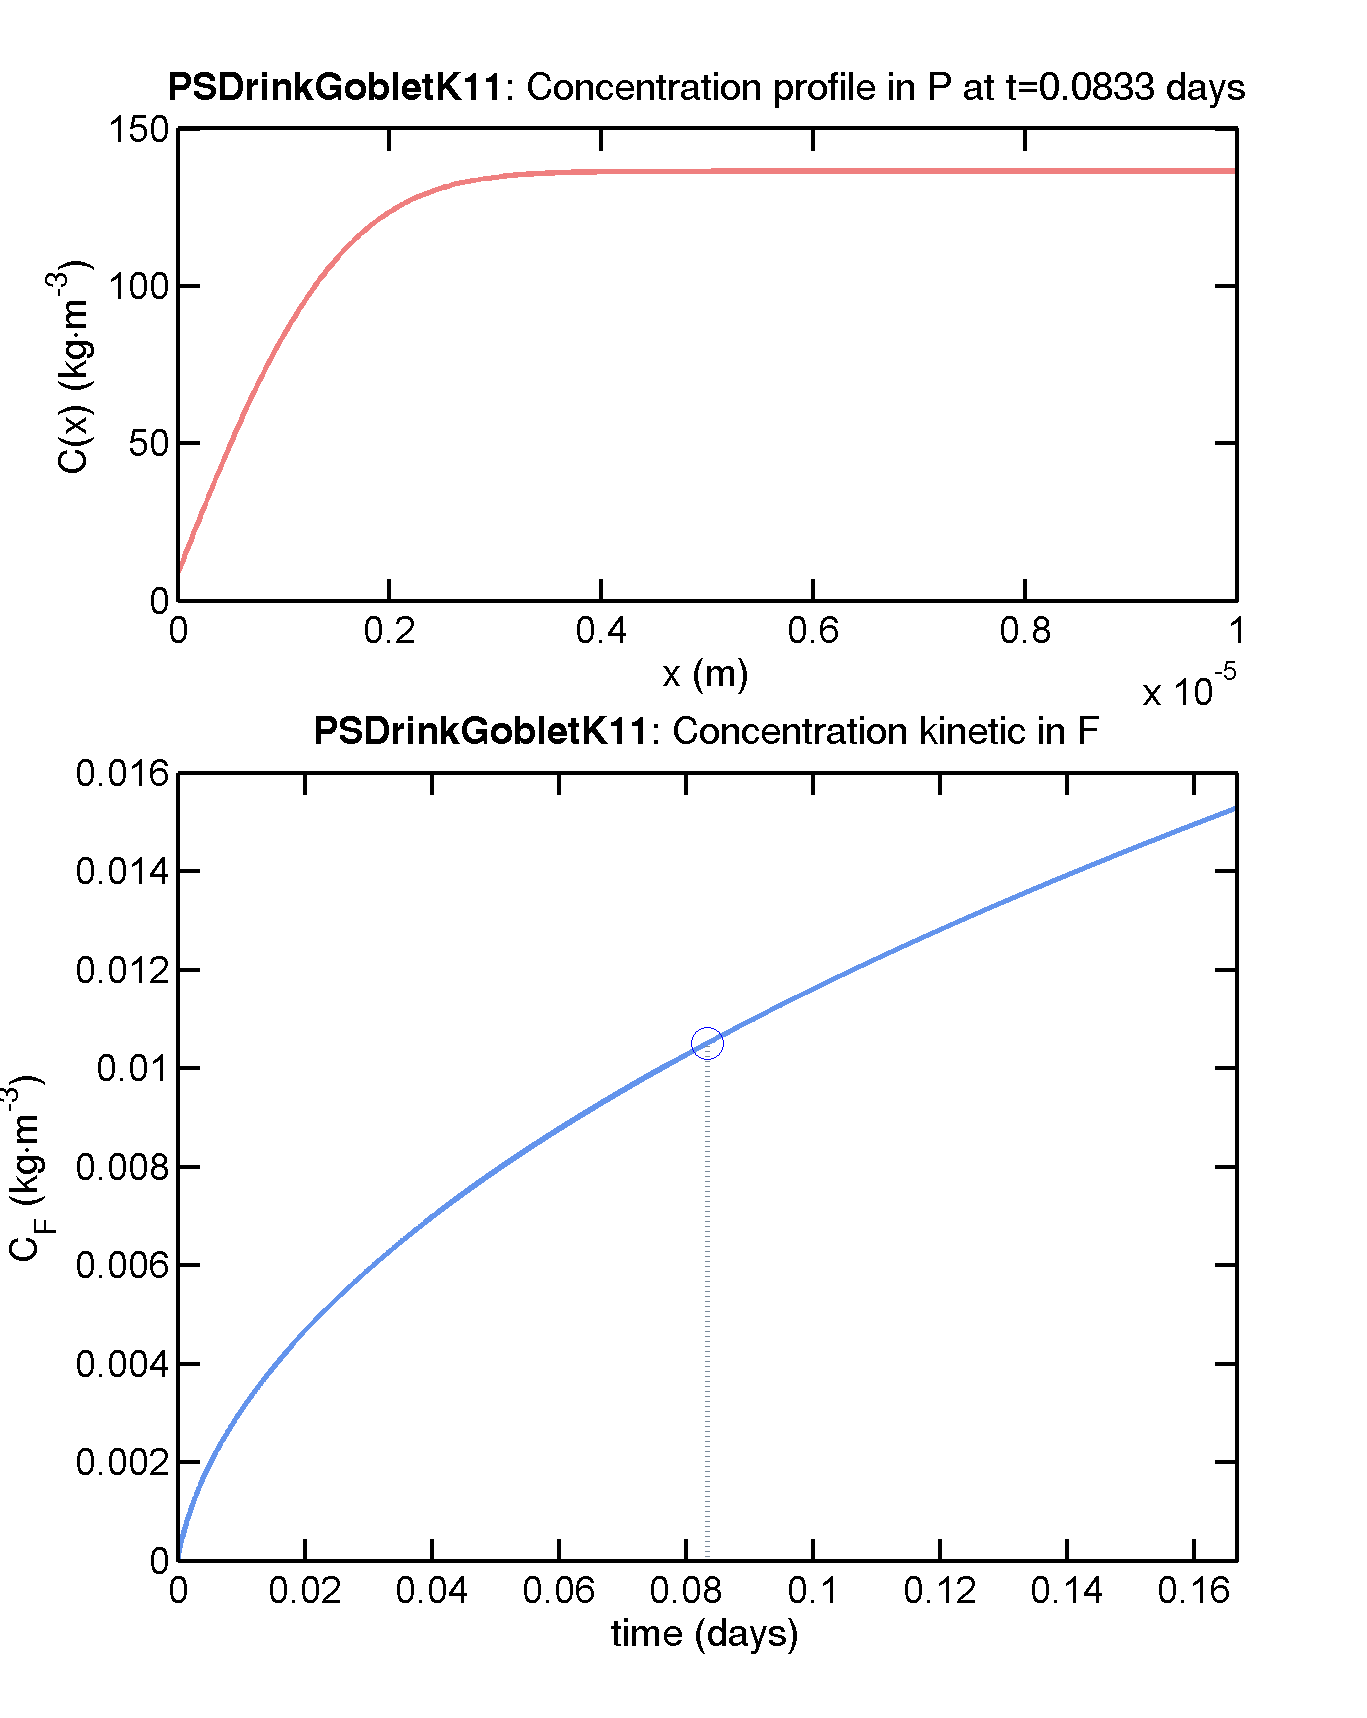 PSDrinkGobletK11: Concentration profile in P at t=0.0833 days
150
100
50
0
C(x) (kg·m-3)
0 0.2 0.4 0.6 0.8 1
x (m)
x 10-5
PSDrinkGobletK11: Concentration kinetic in F
0.016
0.014
0.012
0.01
0.008
0.006
0.004
0.002
0
CF (kg·m-3)
0 0.02 0.04 0.06 0.08 0.1 0.12 0.14 0.16
time (days)